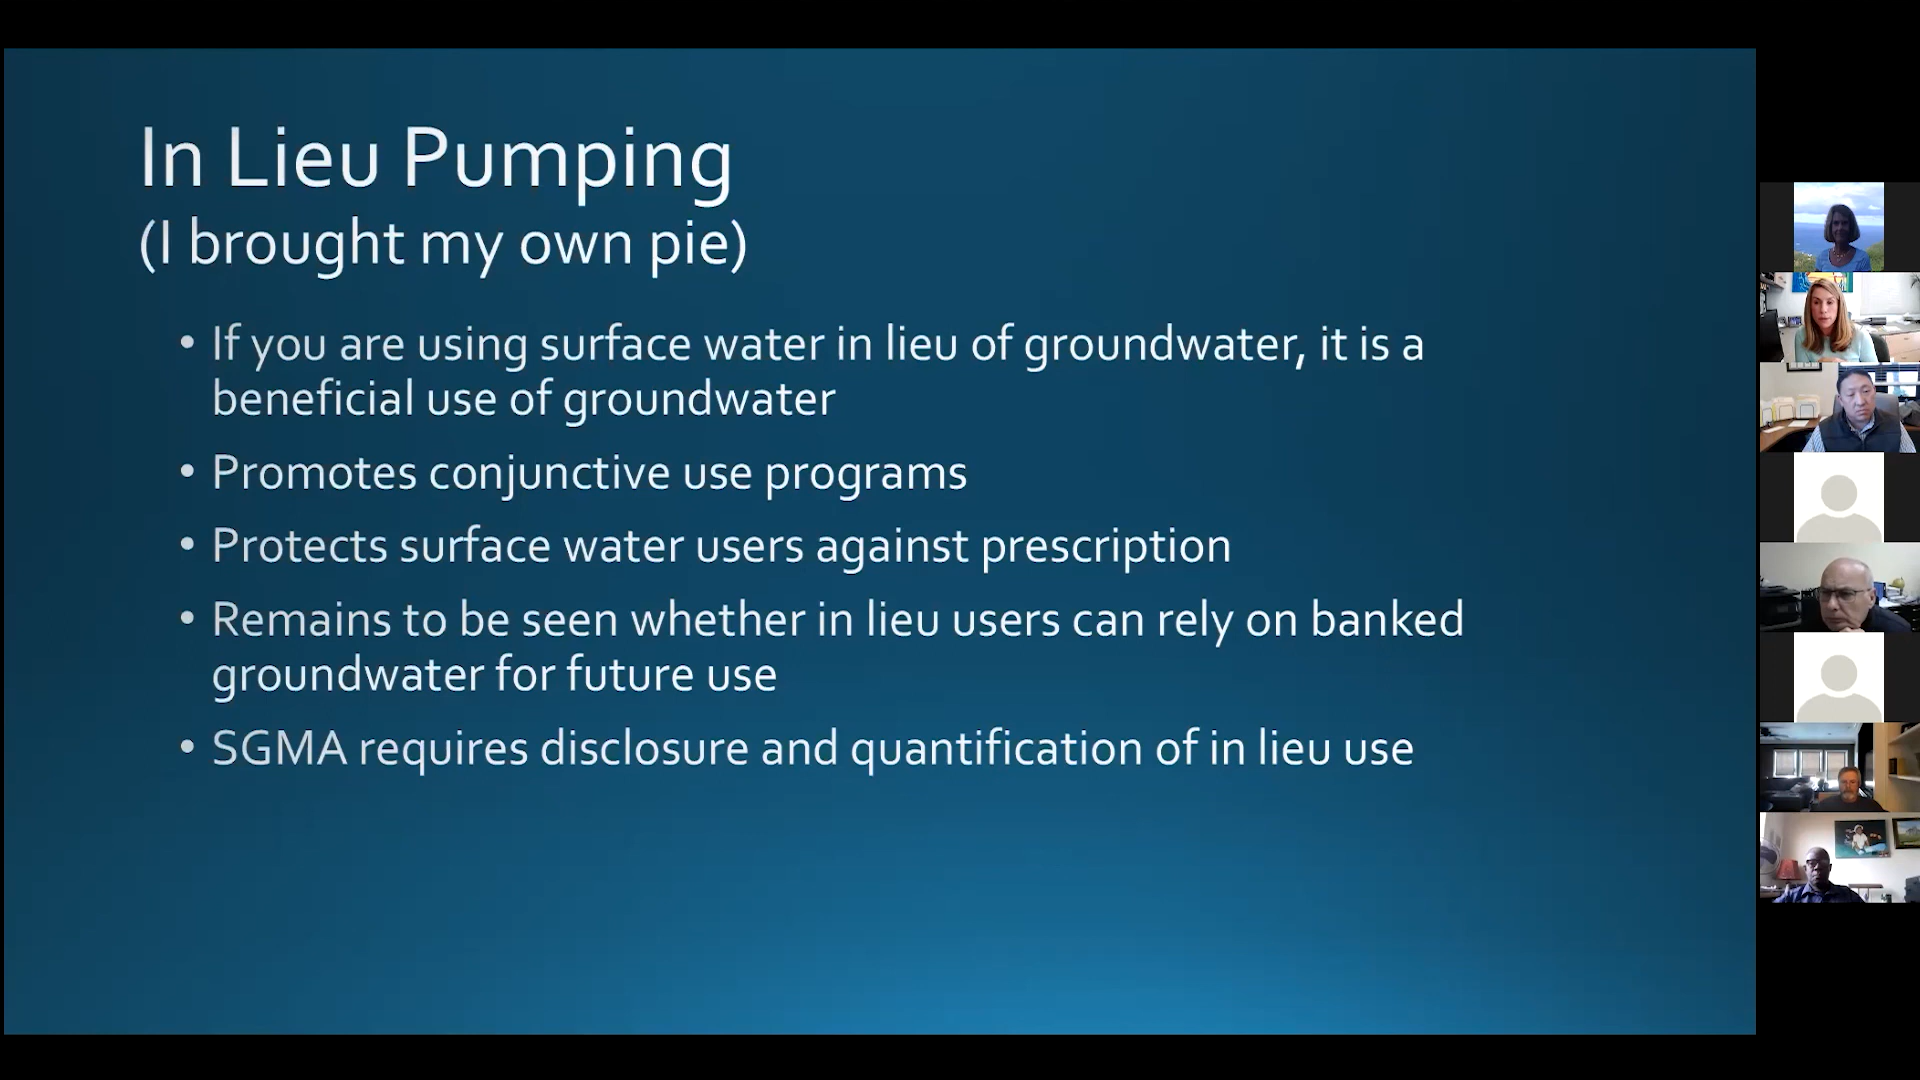 In Lieu Pumping
(I brought my own pie)
• If you are using surface water in lieu of groundwater, it is a
beneficial use of groundwater
• Promotes conjunctive use programs
• Protects surface water users against prescription
• Remains to be seen whether in lieu users can rely on banked
groundwater for future use
• SGMA requires disclosure and quantification of in lieu use